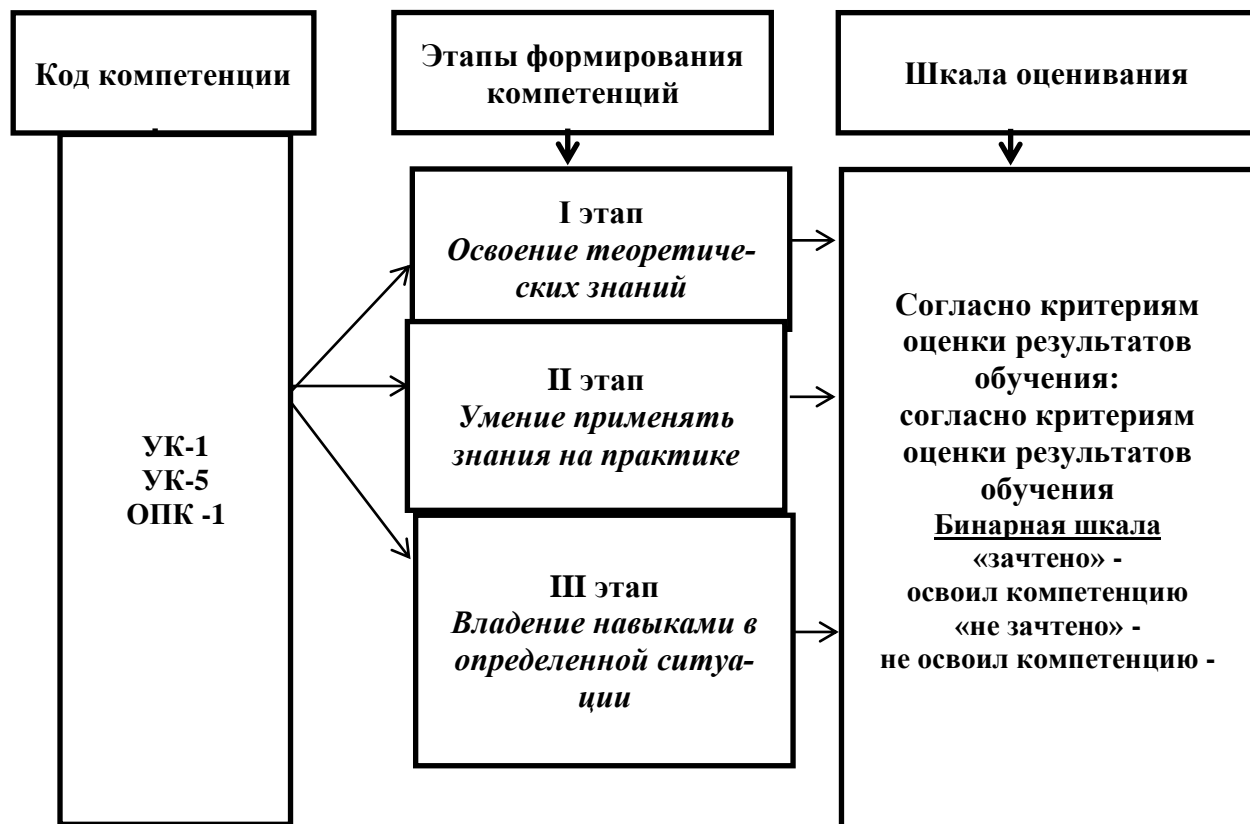 Код компетенции
Этапы формирования
компетенций
Шкала оценивания
УК-1
УК-5
ОПК -1
I этап
Освоение теоретиче-
ских знаний
II этап
Умение применять
знания на практике
III этап
Владение навыками в
определенной ситуа-
ции
Согласно критериям
оценки результатов
обучения:
согласно критериям
оценки результатов
обучения
Бинарная шкала
«зачтено» -
освоил компетенцию
«не зачтено» -
не освоил компетенцию -